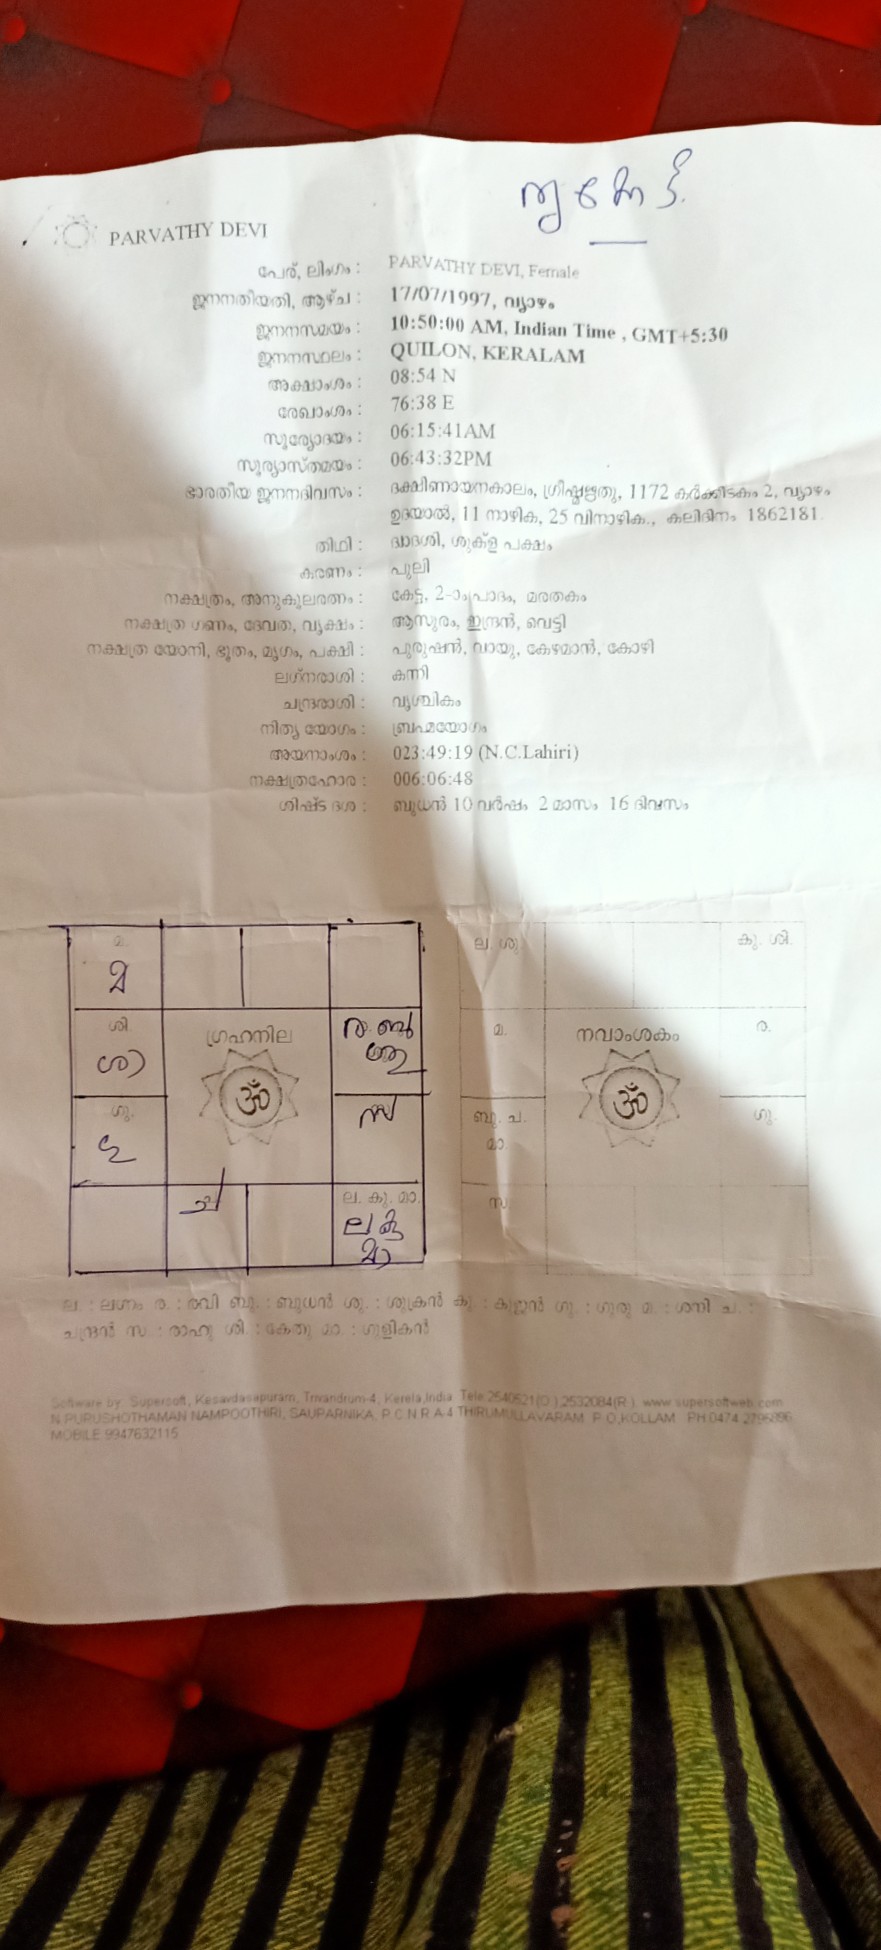 തൃക്കേട്ട
PARVATHY DEVI
പേര്, ലിംഗം : PARVATHY DEVI, Female
ജനനതിയതി, ആഴ്ച : 17/07/1997, വ്യാഴം
ജനനസമയം : 10:50:00 AM, Indian Time , GMT+5:30
ജനനസ്ഥലം : QUILON, KERALAM
അക്ഷാംശം : 08:54 N
രേഖാംശം : 76:38 E
സൂര്യോദയം : 06:15:41AM
സൂര്യാസ്തമയം : 06:43:32PM
ഭാരതീയ ജനനദിവസം : ദക്ഷിണായനകാലം, ഗ്രീഷ്മഋതു, 1172 കർക്കിടകം 2, വ്യാഴം
ഉദയാൽ, 11 നാഴിക, 25 വിനാഴിക., കലിദിനം 1862181.
തിഥി : ദ്വാദശി, ശുക്ള പക്ഷം
കരണം : പുലി
നക്ഷത്രം, അനുകൂലരത്നം : കേട്ട, 2-ാംപാദം, മരതകം
നക്ഷത്ര ഗണം, ദേവത, വൃക്ഷം : ആസുരം, ഇന്ദ്രൻ, വെട്ടി
നക്ഷത്ര യോനി, ഭൂതം, മൃഗം, പക്ഷി : പുരുഷൻ, വായു, കേഴമാൻ, കോഴി
ലഗ്നരാശി : കന്നി
ചന്ദ്രരാശി : വൃശ്ചികം
നിത്യ യോഗം : ബ്രഹ്മയോഗം
അയനാംശം : 023:49:19 (N.C.Lahiri)
നക്ഷത്രഹോര : 006:06:48
ശിഷ്ട ദശ : ബുധൻ 10 വർഷം 2 മാസം 16 ദിവസം
മ. ല. ശു. കു. ശി.
മ
ശി ഗ്രഹനില ര. ബു മ. നവാംശകം ര.
ശു
ഗു. സ ബു. ച. ഗു.
മാ
ച ല. കു. മാ. സ
ല കു
മാ
ല. : ലഗ്നം ര. : രവി ബു. : ബുധൻ ശു. : ശുക്രൻ കു. : കുജൻ ഗു. : ഗുരു മ. : ശനി ച. :
ചന്ദ്രൻ സ. : രാഹു ശി. : കേതു മാ. : ഗുളികൻ
Software by Supersoft, Kesavdasapuram, Trivandrum-4, Kerela,India Tele:2540621(O),2532084(R) www.supersoftweb.com
N.PURUSHOTHAMAN NAMPOOTHIRI, SAUPARNIKA, P.C.N.R.A-4 THIRUMULLAVARAM P.O,KOLLAM PH.0474 2795896
MOBILE 9947632115